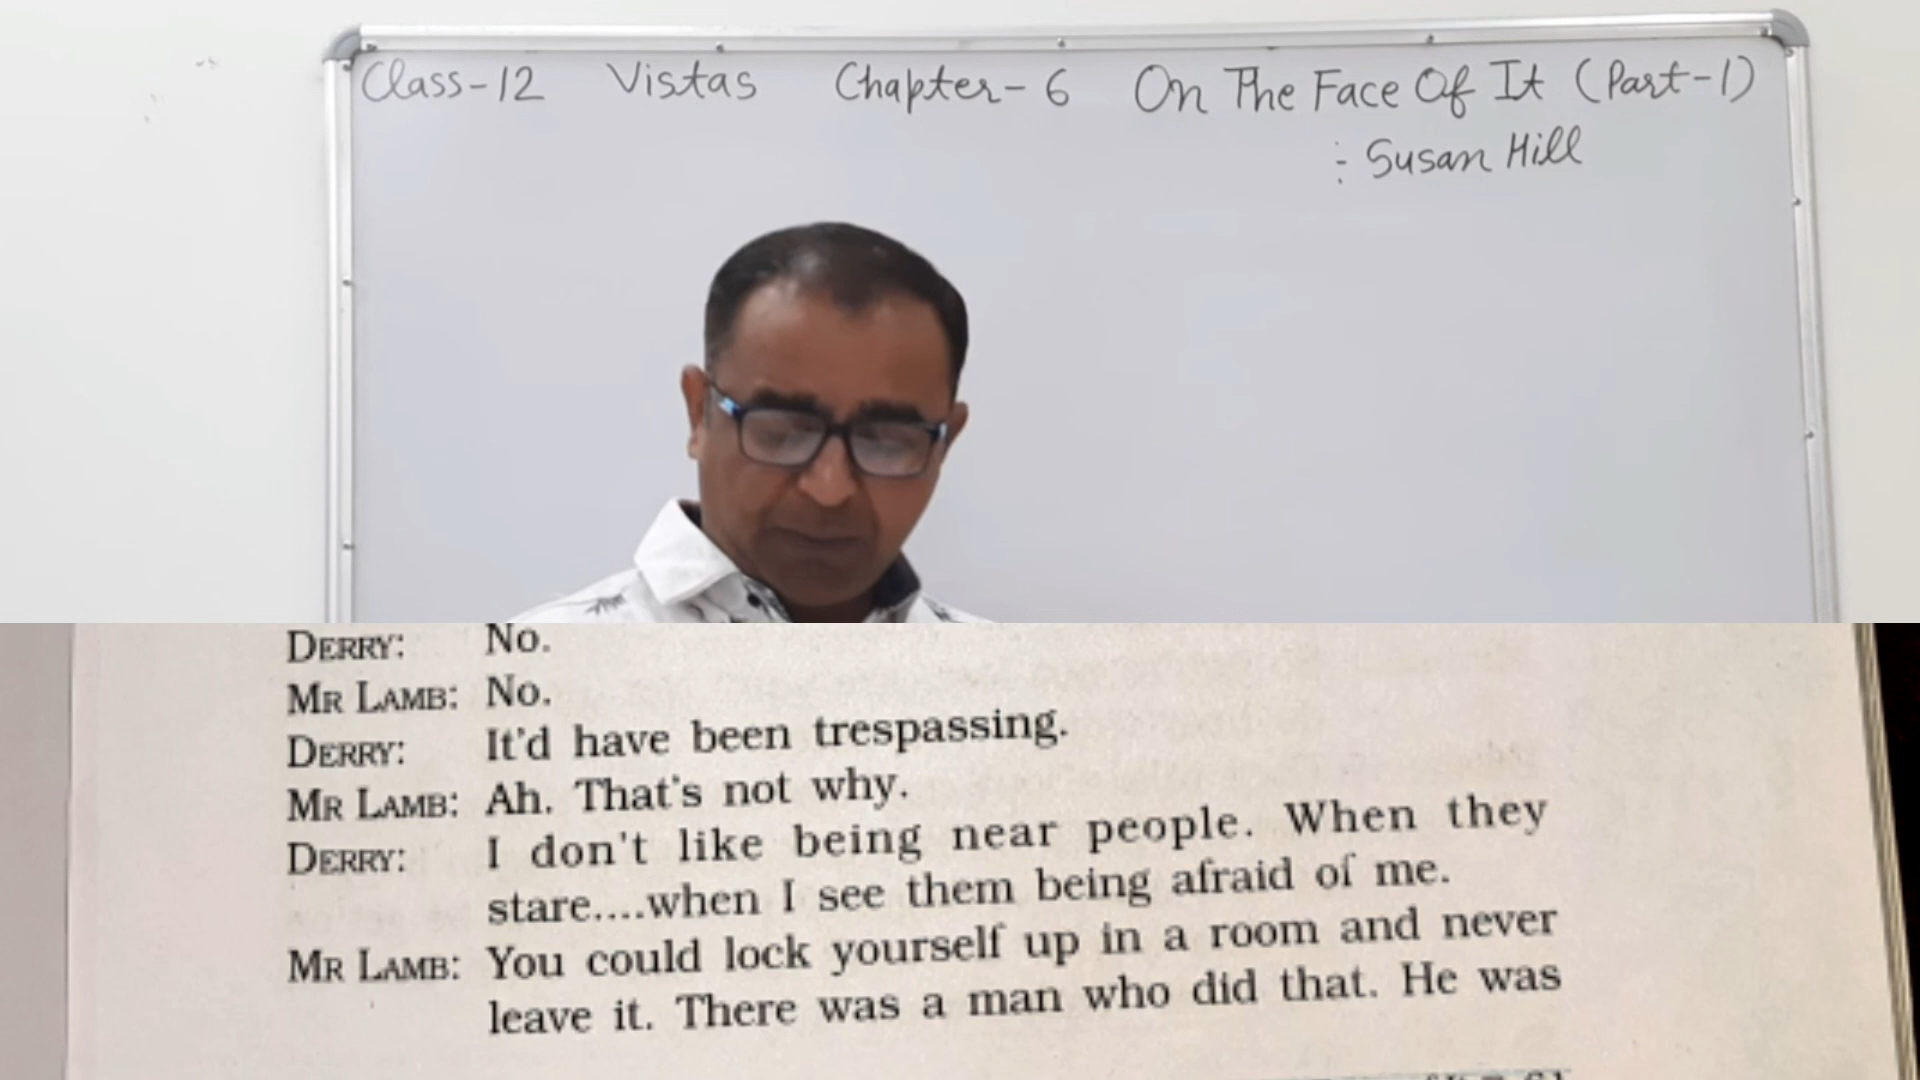 Class-12 Vistas Chapter-6 On The Face Of It (Part-1)
: Susan Hill
DERRY: No.
MR LAMB: No.
DERRY: It'd have been trespassing.
MR LAMB: Ah. That's not why.
DERRY: I don't like being near people. When they
stare....when I see them being afraid of me.
MR LAMB: You could lock yourself up in a room and never
leave it. There was a man who did that. He was